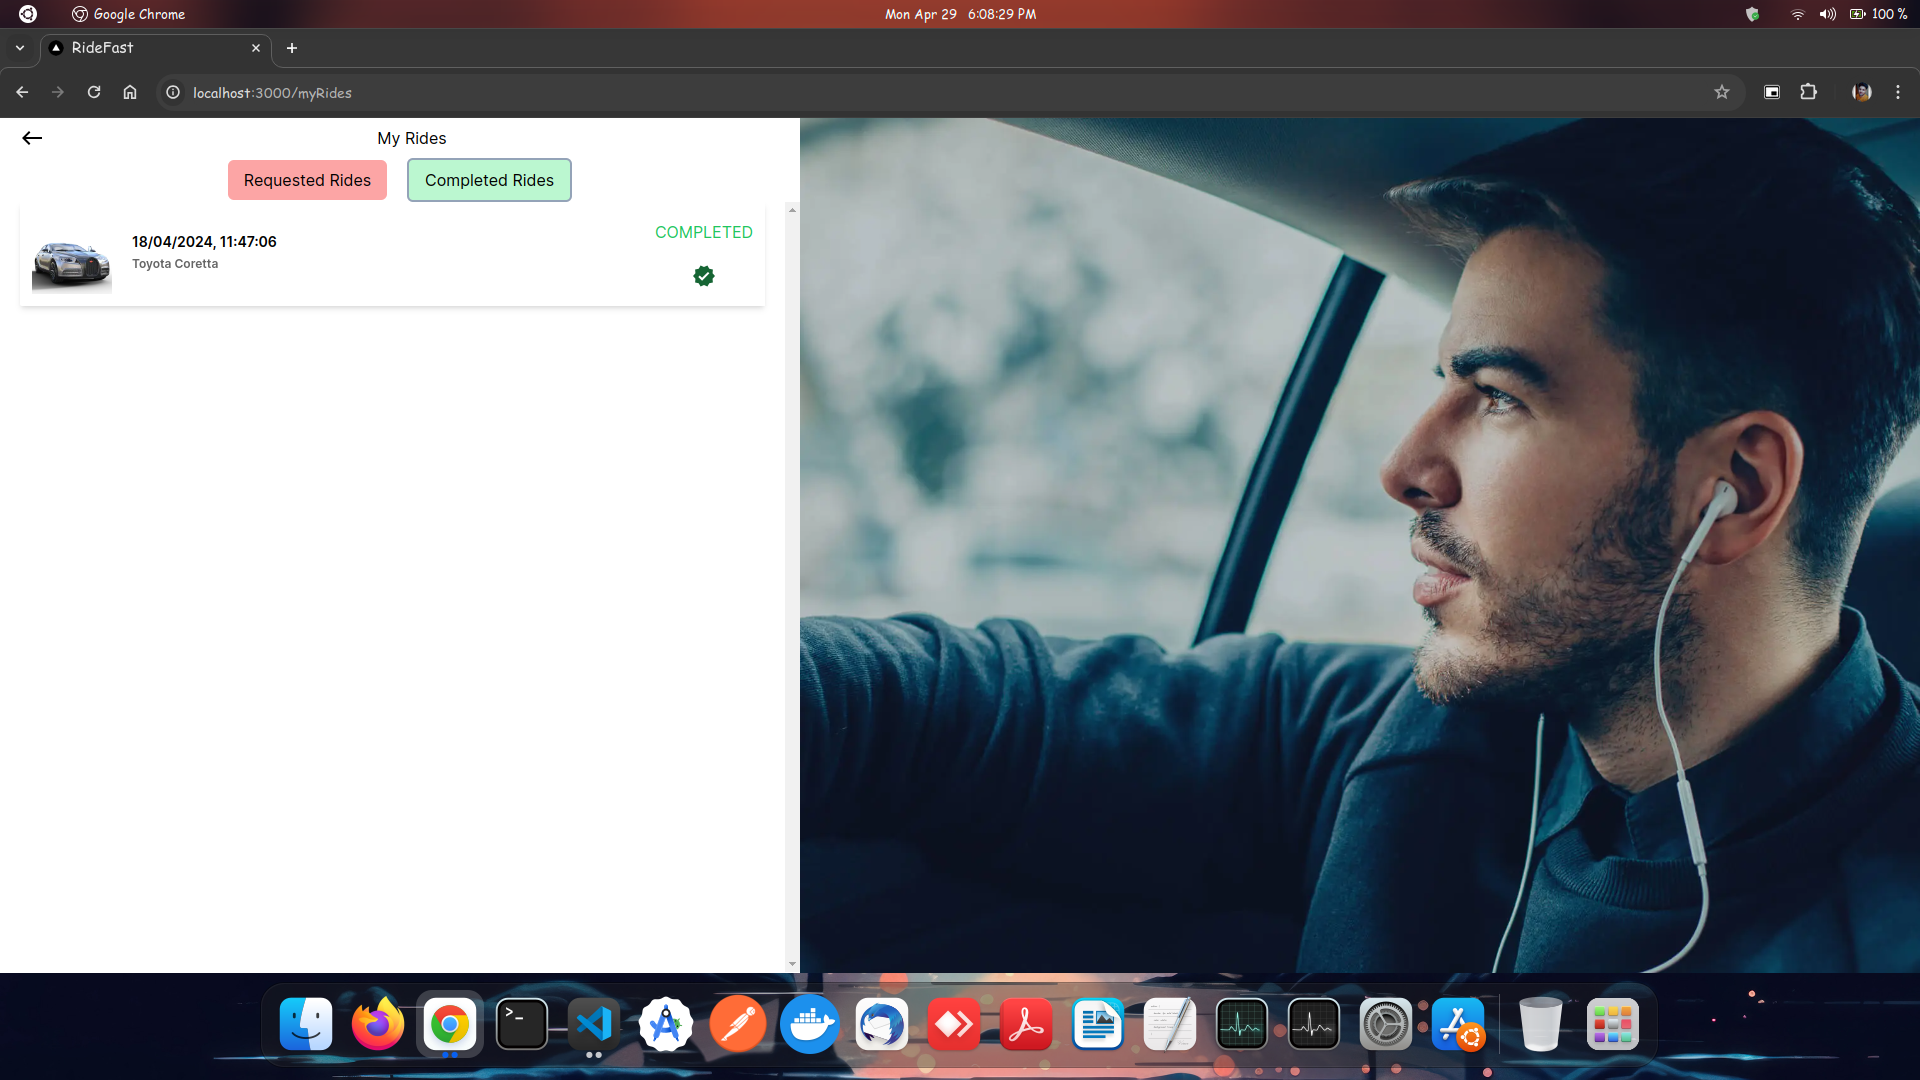 Google Chrome
Mon Apr 29 6:08:29 PM
100 %
RideFast
localhost:3000/myRides
My Rides
Requested Rides
Completed Rides
18/04/2024, 11:47:06
COMPLETED
Toyota Coretta
>_